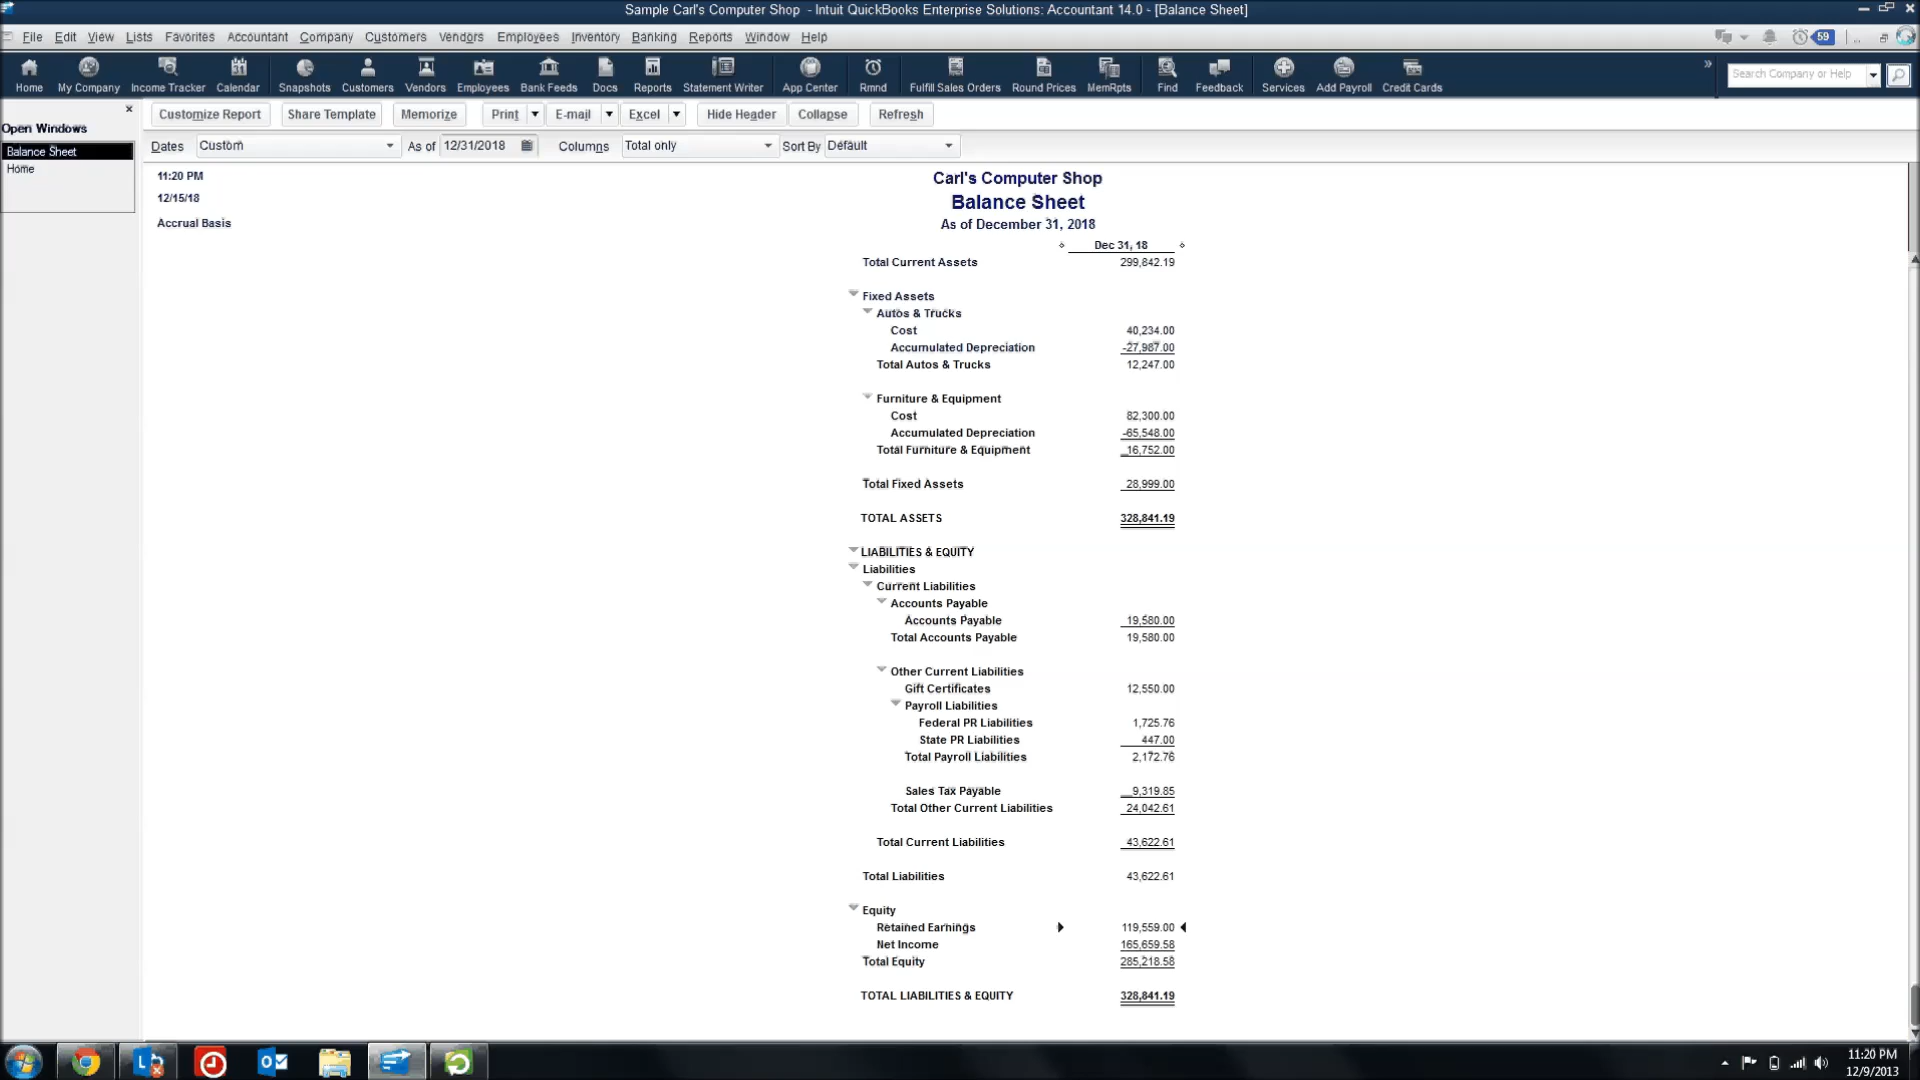 Sample Carl's Computer Shop - Intuit QuickBooks Enterprise Solutions: Accountant 14.0 - [Balance Sheet]
File Edit View Lists Favorites Accountant Company Customers Vendors Employees Inventory Banking Reports Window Help
59
Home My Company Income Tracker Calendar Snapshots Customers Vendors Employees Bank Feeds Docs Reports Statement Writer App Center Rmnd Fulfill Sales Orders Round Prices MemRpts Find Feedback Services Add Payroll Credit Cards
Search Company or Help
Customize Report Share Template Memorize Print E-mail Excel Hide Header Collapse Refresh
Open Windows
Balance Sheet
Home
Dates Custom As of 12/31/2018 Columns Total only Sort By Default
11:20 PM
12/15/18
Accrual Basis
Carl's Computer Shop
Balance Sheet
As of December 31, 2018
Dec 31, 18
Total Current Assets 299,842.19
Fixed Assets
Autos & Trucks
Cost 40,234.00
Accumulated Depreciation -27,987.00
Total Autos & Trucks 12,247.00
Furniture & Equipment
Cost 82,300.00
Accumulated Depreciation -65,548.00
Total Furniture & Equipment 16,752.00
Total Fixed Assets 28,999.00
TOTAL ASSETS 328,841.19
LIABILITIES & EQUITY
Liabilities
Current Liabilities
Accounts Payable
Accounts Payable 19,580.00
Total Accounts Payable 19,580.00
Other Current Liabilities
Gift Certificates 12,550.00
Payroll Liabilities
Federal PR Liabilities 1,725.76
State PR Liabilities 447.00
Total Payroll Liabilities 2,172.76
Sales Tax Payable 9,319.85
Total Other Current Liabilities 24,042.61
Total Current Liabilities 43,622.61
Total Liabilities 43,622.61
Equity
Retained Earnings 119,559.00
Net Income 165,659.58
Total Equity 285,218.58
TOTAL LIABILITIES & EQUITY 328,841.19
11:20 PM
12/9/2013